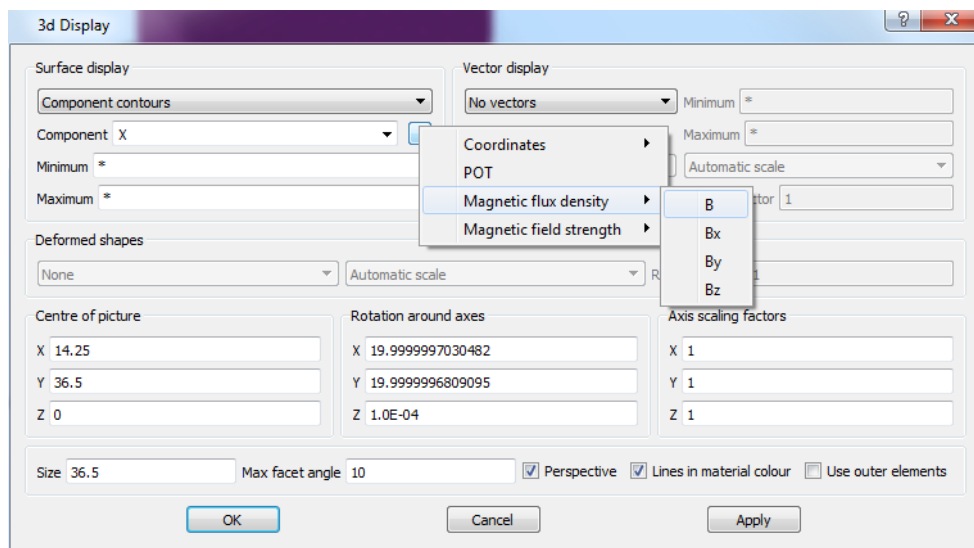 3d Display
?
Surface display
Vector display
Component contours
No vectors
Minimum *
Component X
Maximum *
Minimum *
Automatic scale
Maximum *
1
Coordinates
POT
Magnetic flux density
Magnetic field strength
B
Bx
By
Bz
Deformed shapes
None
Automatic scale
Centre of picture
Rotation around axes
Axis scaling factors
X 14.25
X 19.9999997030482
X 1
Y 36.5
Y 19.9999996809095
Y 1
Z 0
Z 1.0E-04
Z 1
Size 36.5
Max facet angle 10
Perspective
Lines in material colour
Use outer elements
OK
Cancel
Apply